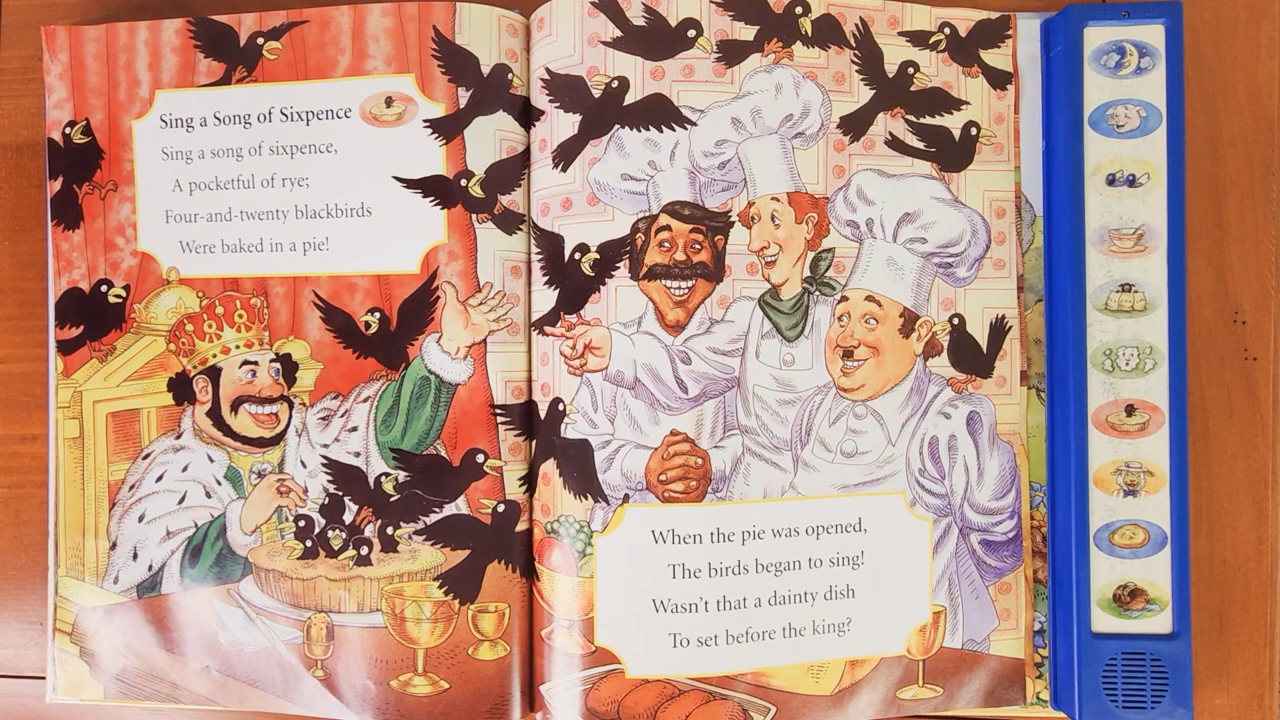 Sing a Song of Sixpence
Sing a song of sixpence,
A pocketful of rye;
Four-and-twenty blackbirds
Were baked in a pie!
When the pie was opened,
The birds began to sing!
Wasn't that a dainty dish
To set before the king?